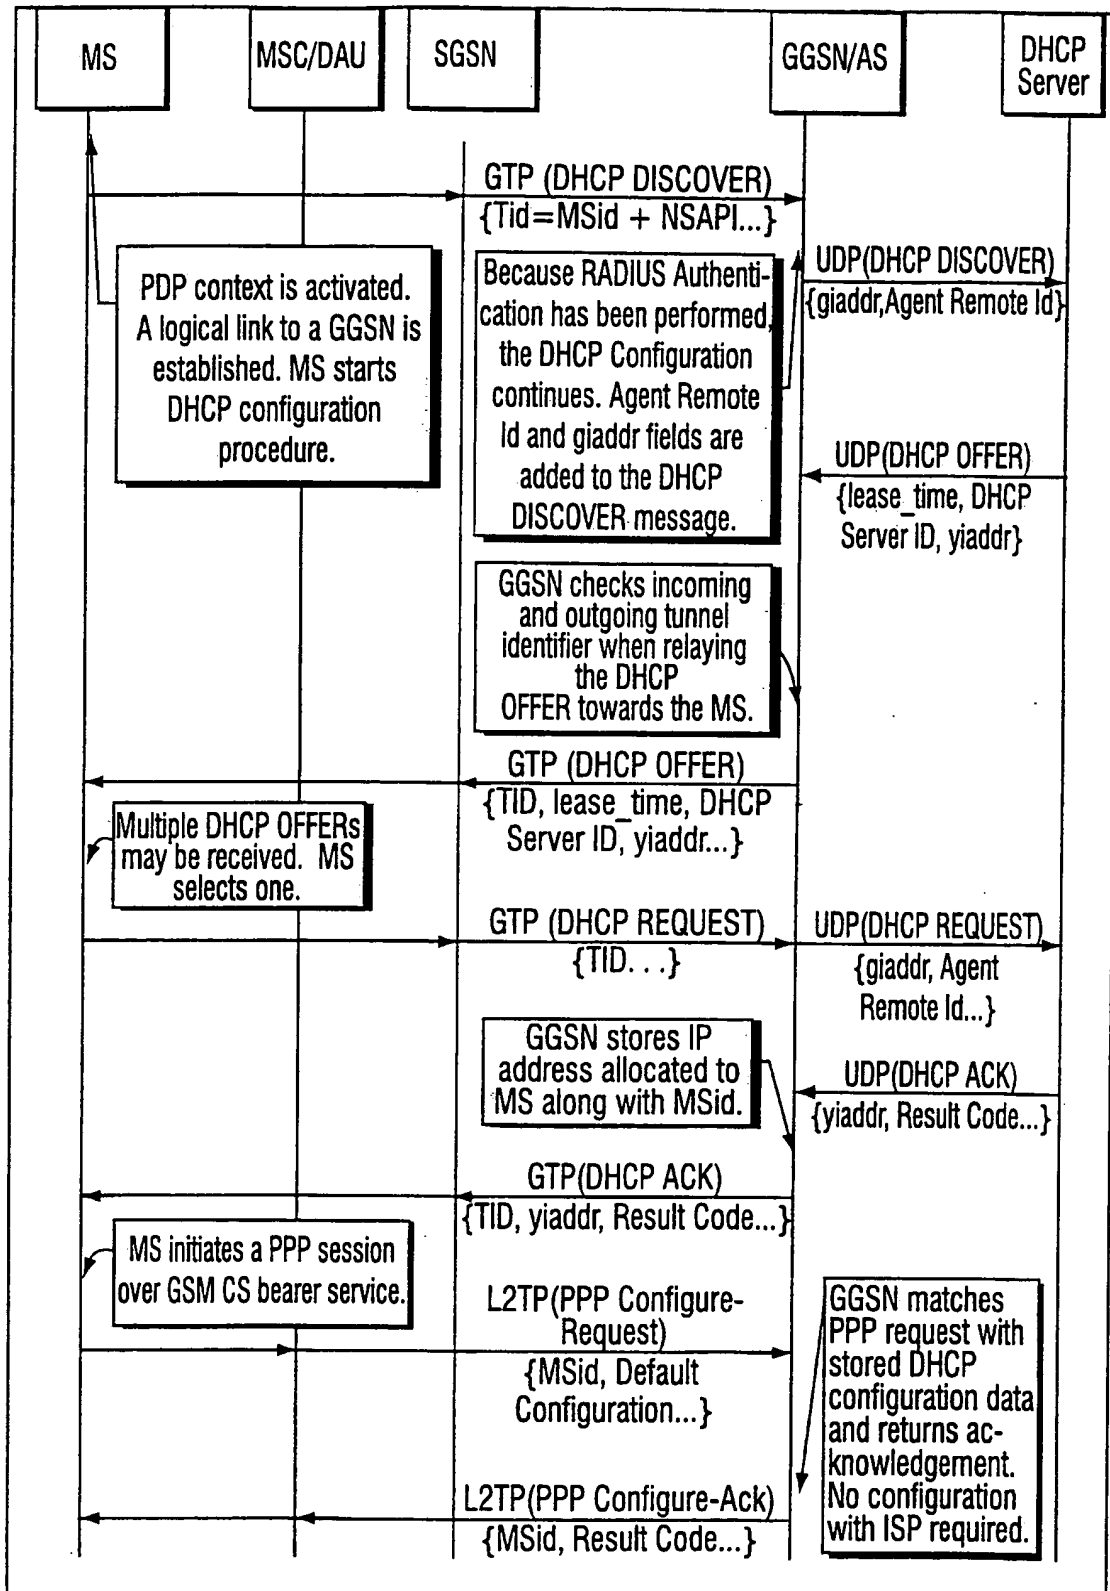 MS
MSC/DAU
SGSN
GGSN/AS
DHCP
Server
GTP (DHCP DISCOVER)
{Tid=MSid + NSAPI...}
PDP context is activated.
A logical link to a GGSN is
established. MS starts
DHCP configuration
procedure.
Because RADIUS Authenti-
cation has been performed,
the DHCP Configuration
continues. Agent Remote
Id and giaddr fields are
added to the DHCP
DISCOVER message.
UDP(DHCP DISCOVER)
{giaddr,Agent Remote Id}
UDP(DHCP OFFER)
{lease_time, DHCP
Server ID, yiaddr}
GGSN checks incoming
and outgoing tunnel
identifier when relaying
the DHCP
OFFER towards the MS.
GTP (DHCP OFFER)
{TID, lease_time, DHCP
Server ID, yiaddr...}
Multiple DHCP OFFERs
may be received. MS
selects one.
GTP (DHCP REQUEST)
{TID. . .}
UDP(DHCP REQUEST)
{giaddr, Agent
Remote Id...}
GGSN stores IP
address allocated to
MS along with MSid.
UDP(DHCP ACK)
{yiaddr, Result Code...}
GTP(DHCP ACK)
{TID, yiaddr, Result Code...}
MS initiates a PPP session
over GSM CS bearer service.
L2TP(PPP Configure-
Request)
{MSid, Default
Configuration...}
GGSN matches
PPP request with
stored DHCP
configuration data
and returns ac-
knowledgement.
No configuration
with ISP required.
L2TP(PPP Configure-Ack)
{MSid, Result Code...}